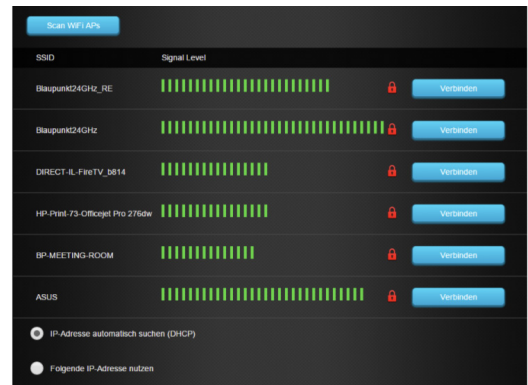 Scan WiFi APs
SSID Signal Level
Blaupunkt24GHz_RE Verbinden
Blaupunkt24GHz Verbinden
DIRECT-IL-FireTV_b814 Verbinden
HP-Print-73-Officejet Pro 276dw Verbinden
BP-MEETING-ROOM Verbinden
ASUS Verbinden
IP-Adresse automatisch suchen (DHCP)
Folgende IP-Adresse nutzen